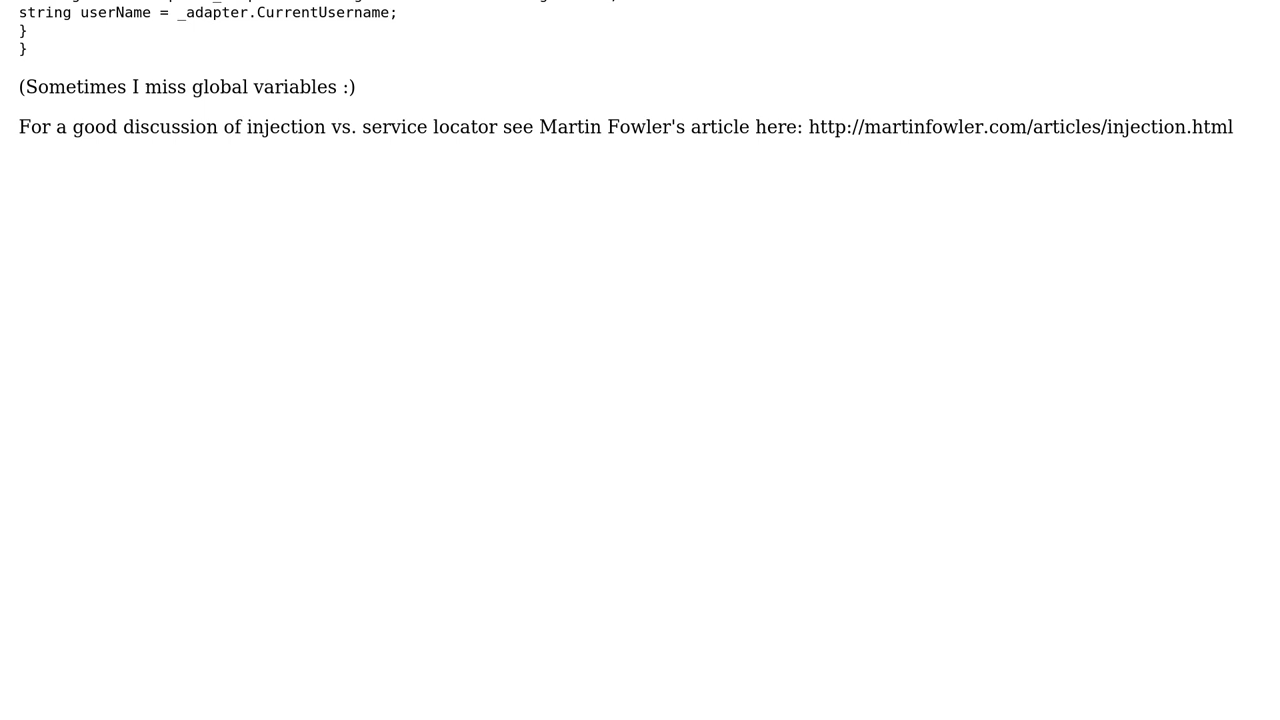 string userName = _adapter.CurrentUsername;
}
}
(Sometimes I miss global variables :)
For a good discussion of injection vs. service locator see Martin Fowler's article here: http://martinfowler.com/articles/injection.html